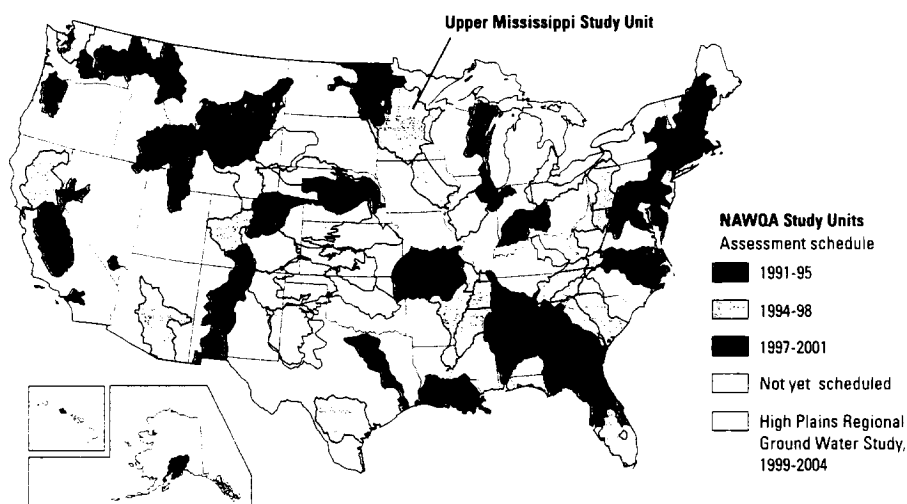 Upper Mississippi Study Unit
NAWQA Study Units
Assessment schedule
1991-95
1994-98
1997-2001
Not yet scheduled
High Plains Regional
Ground Water Study,
1999-2004